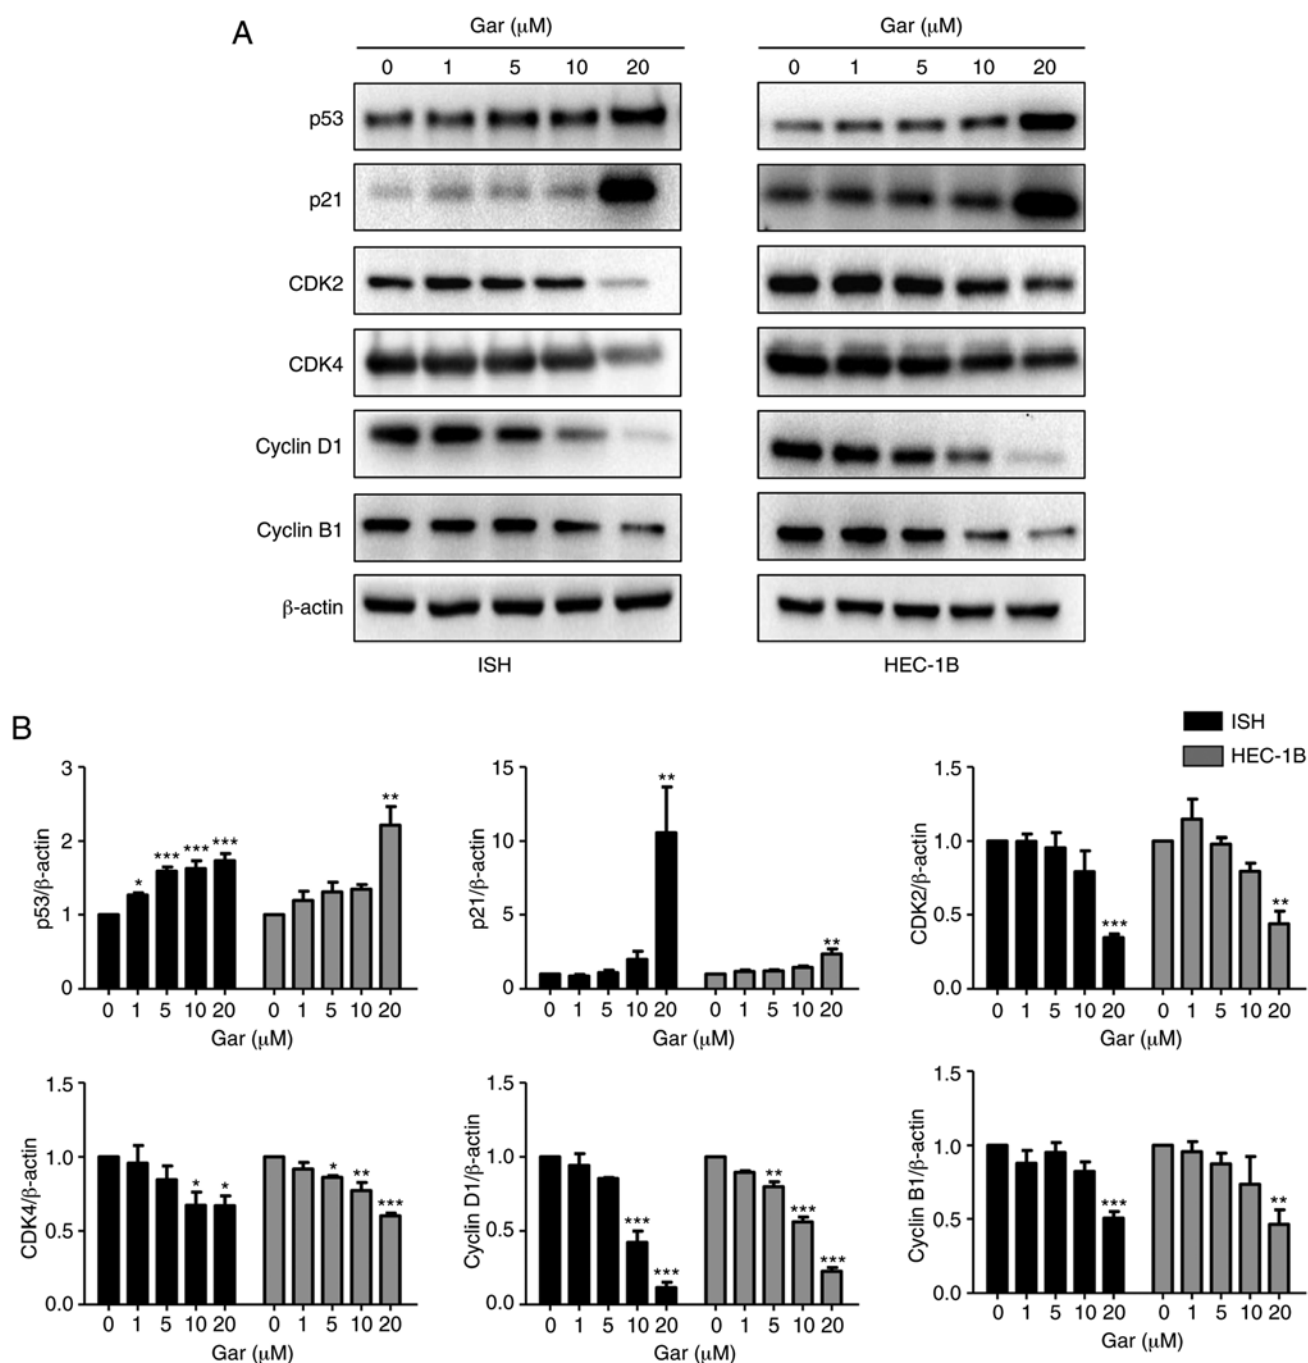 A
Gar (μM) Gar (μM)
0 1 5 10 20 0 1 5 10 20
p53
p21
CDK2
CDK4
Cyclin D1
Cyclin B1
β-actin
ISH HEC-1B
B
ISH
HEC-1B
p53/β-actin
3
2
1
0
* *** *** *** **
0 1 5 10 20 0 1 5 10 20
Gar (μM)
p21/β-actin
15
10
5
0
** **
0 1 5 10 20 0 1 5 10 20
Gar (μM)
CDK2/β-actin
1.5
1.0
0.5
0.0
*** **
0 1 5 10 20 0 1 5 10 20
Gar (μM)
CDK4/β-actin
1.5
1.0
0.5
0.0
* * * ** ***
0 1 5 10 20 0 1 5 10 20
Gar (μM)
Cyclin D1/β-actin
1.5
1.0
0.5
0.0
*** *** ** *** ***
0 1 5 10 20 0 1 5 10 20
Gar (μM)
Cyclin B1/β-actin
1.5
1.0
0.5
0.0
*** **
0 1 5 10 20 0 1 5 10 20
Gar (μM)